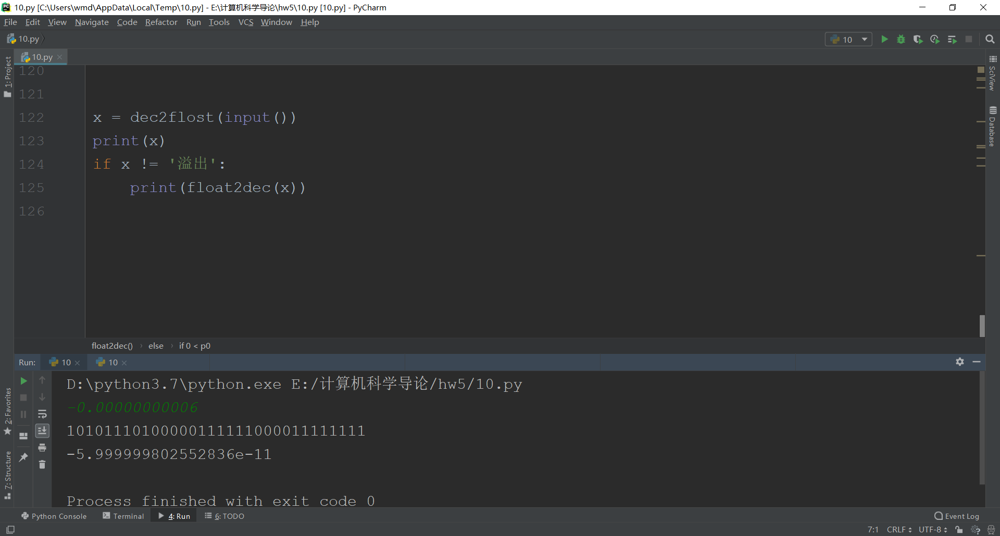 10.py [C:\Users\wmd\AppData\Local\Temp\10.py] - E:\计算机科学导论\hw5\10.py [10.py] - PyCharm
File Edit View Navigate Code Refactor Run Tools VCS Window Help
10.py
10
10.py
1: Project
SciView
Database
120
121
122 x = dec2flost(input())
123 print(x)
124 if x != '溢出':
125 print(float2dec(x))
126
float2dec() › else › if 0 < p0
Run: 10 10
D:\python3.7\python.exe E:/计算机科学导论/hw5/10.py
-0.00000000006
10101110100000111111000011111111
-5.999999802552836e-11
Process finished with exit code 0
2: Favorites
7: Structure
Python Console Terminal 4: Run 6: TODO Event Log
7:1 CRLF UTF-8